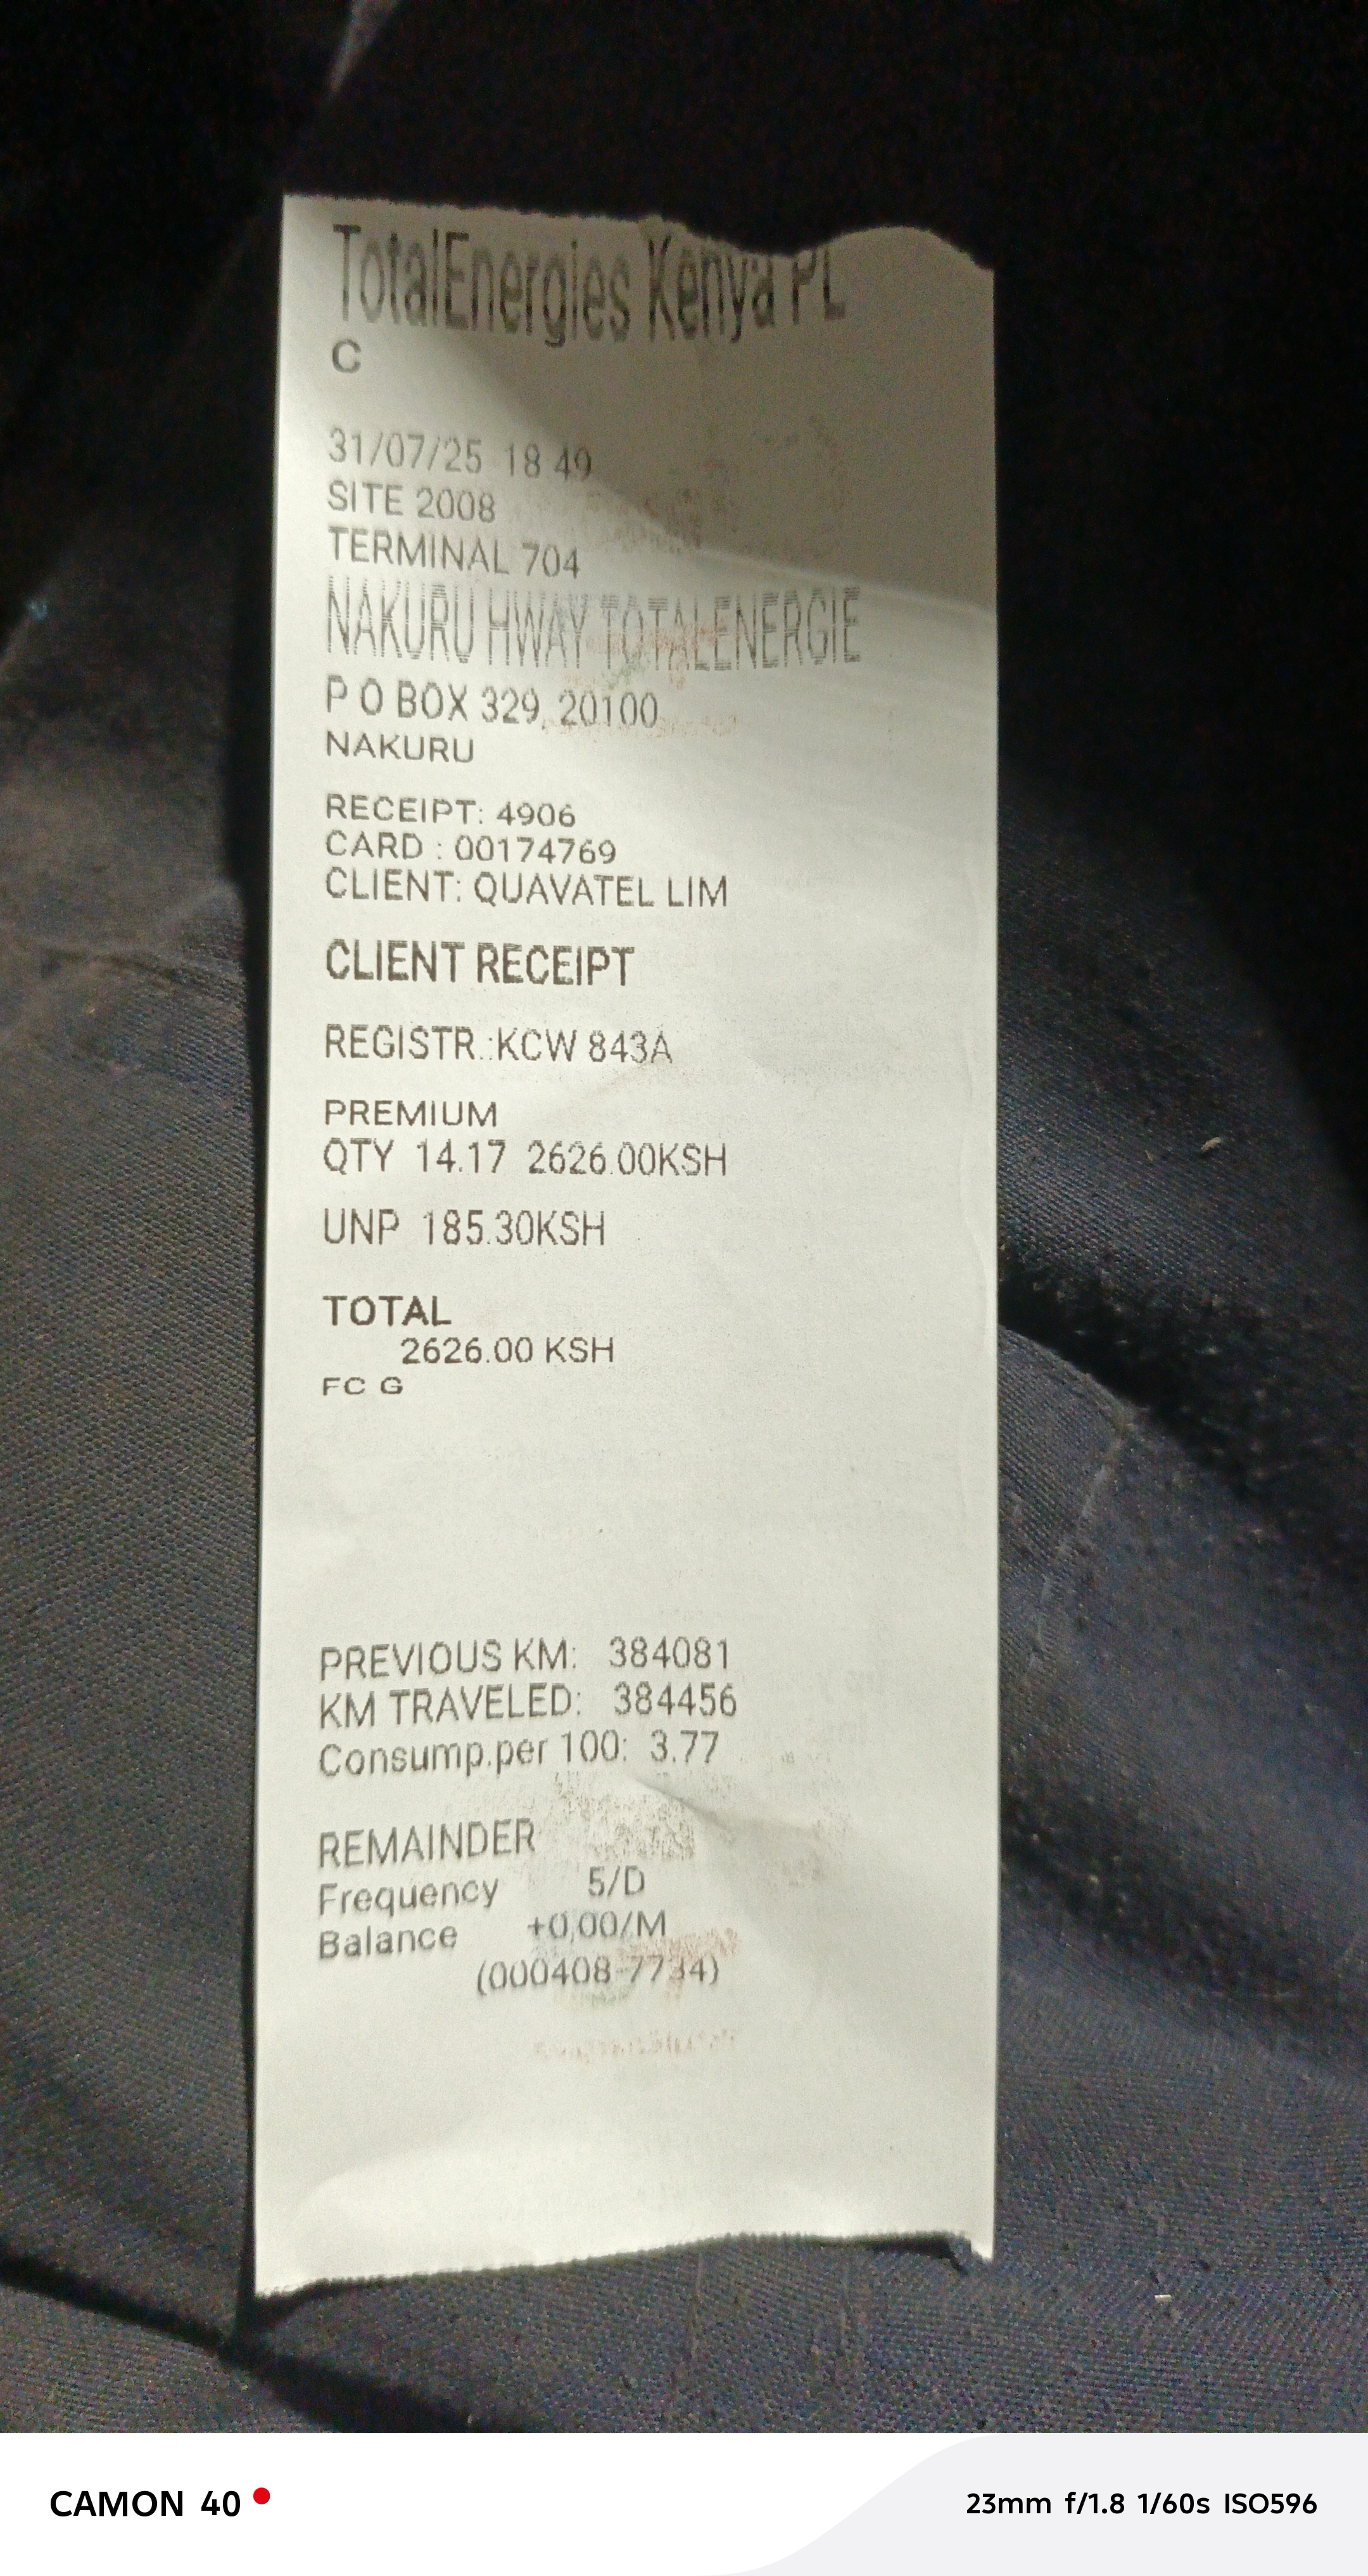 TotalEnergies Kenya PL
C
31/07/25 18 49
SITE 2008
TERMINAL 704
NAKURU HWAY TOTALENERGIE
P O BOX 329, 20100
NAKURU
RECEIPT: 4906
CARD : 00174769
CLIENT: QUAVATEL LIM
CLIENT RECEIPT
REGISTR.:KCW 843A
PREMIUM
QTY 14.17 2626.00KSH
UNP 185.30KSH
TOTAL
2626.00 KSH
FC G
PREVIOUS KM: 384081
KM TRAVELED: 384456
Consump.per 100: 3.77
REMAINDER
Frequency 5/D
Balance +0,00/M
(000408-7734)
CAMON 40
23mm f/1.8 1/60s ISO596